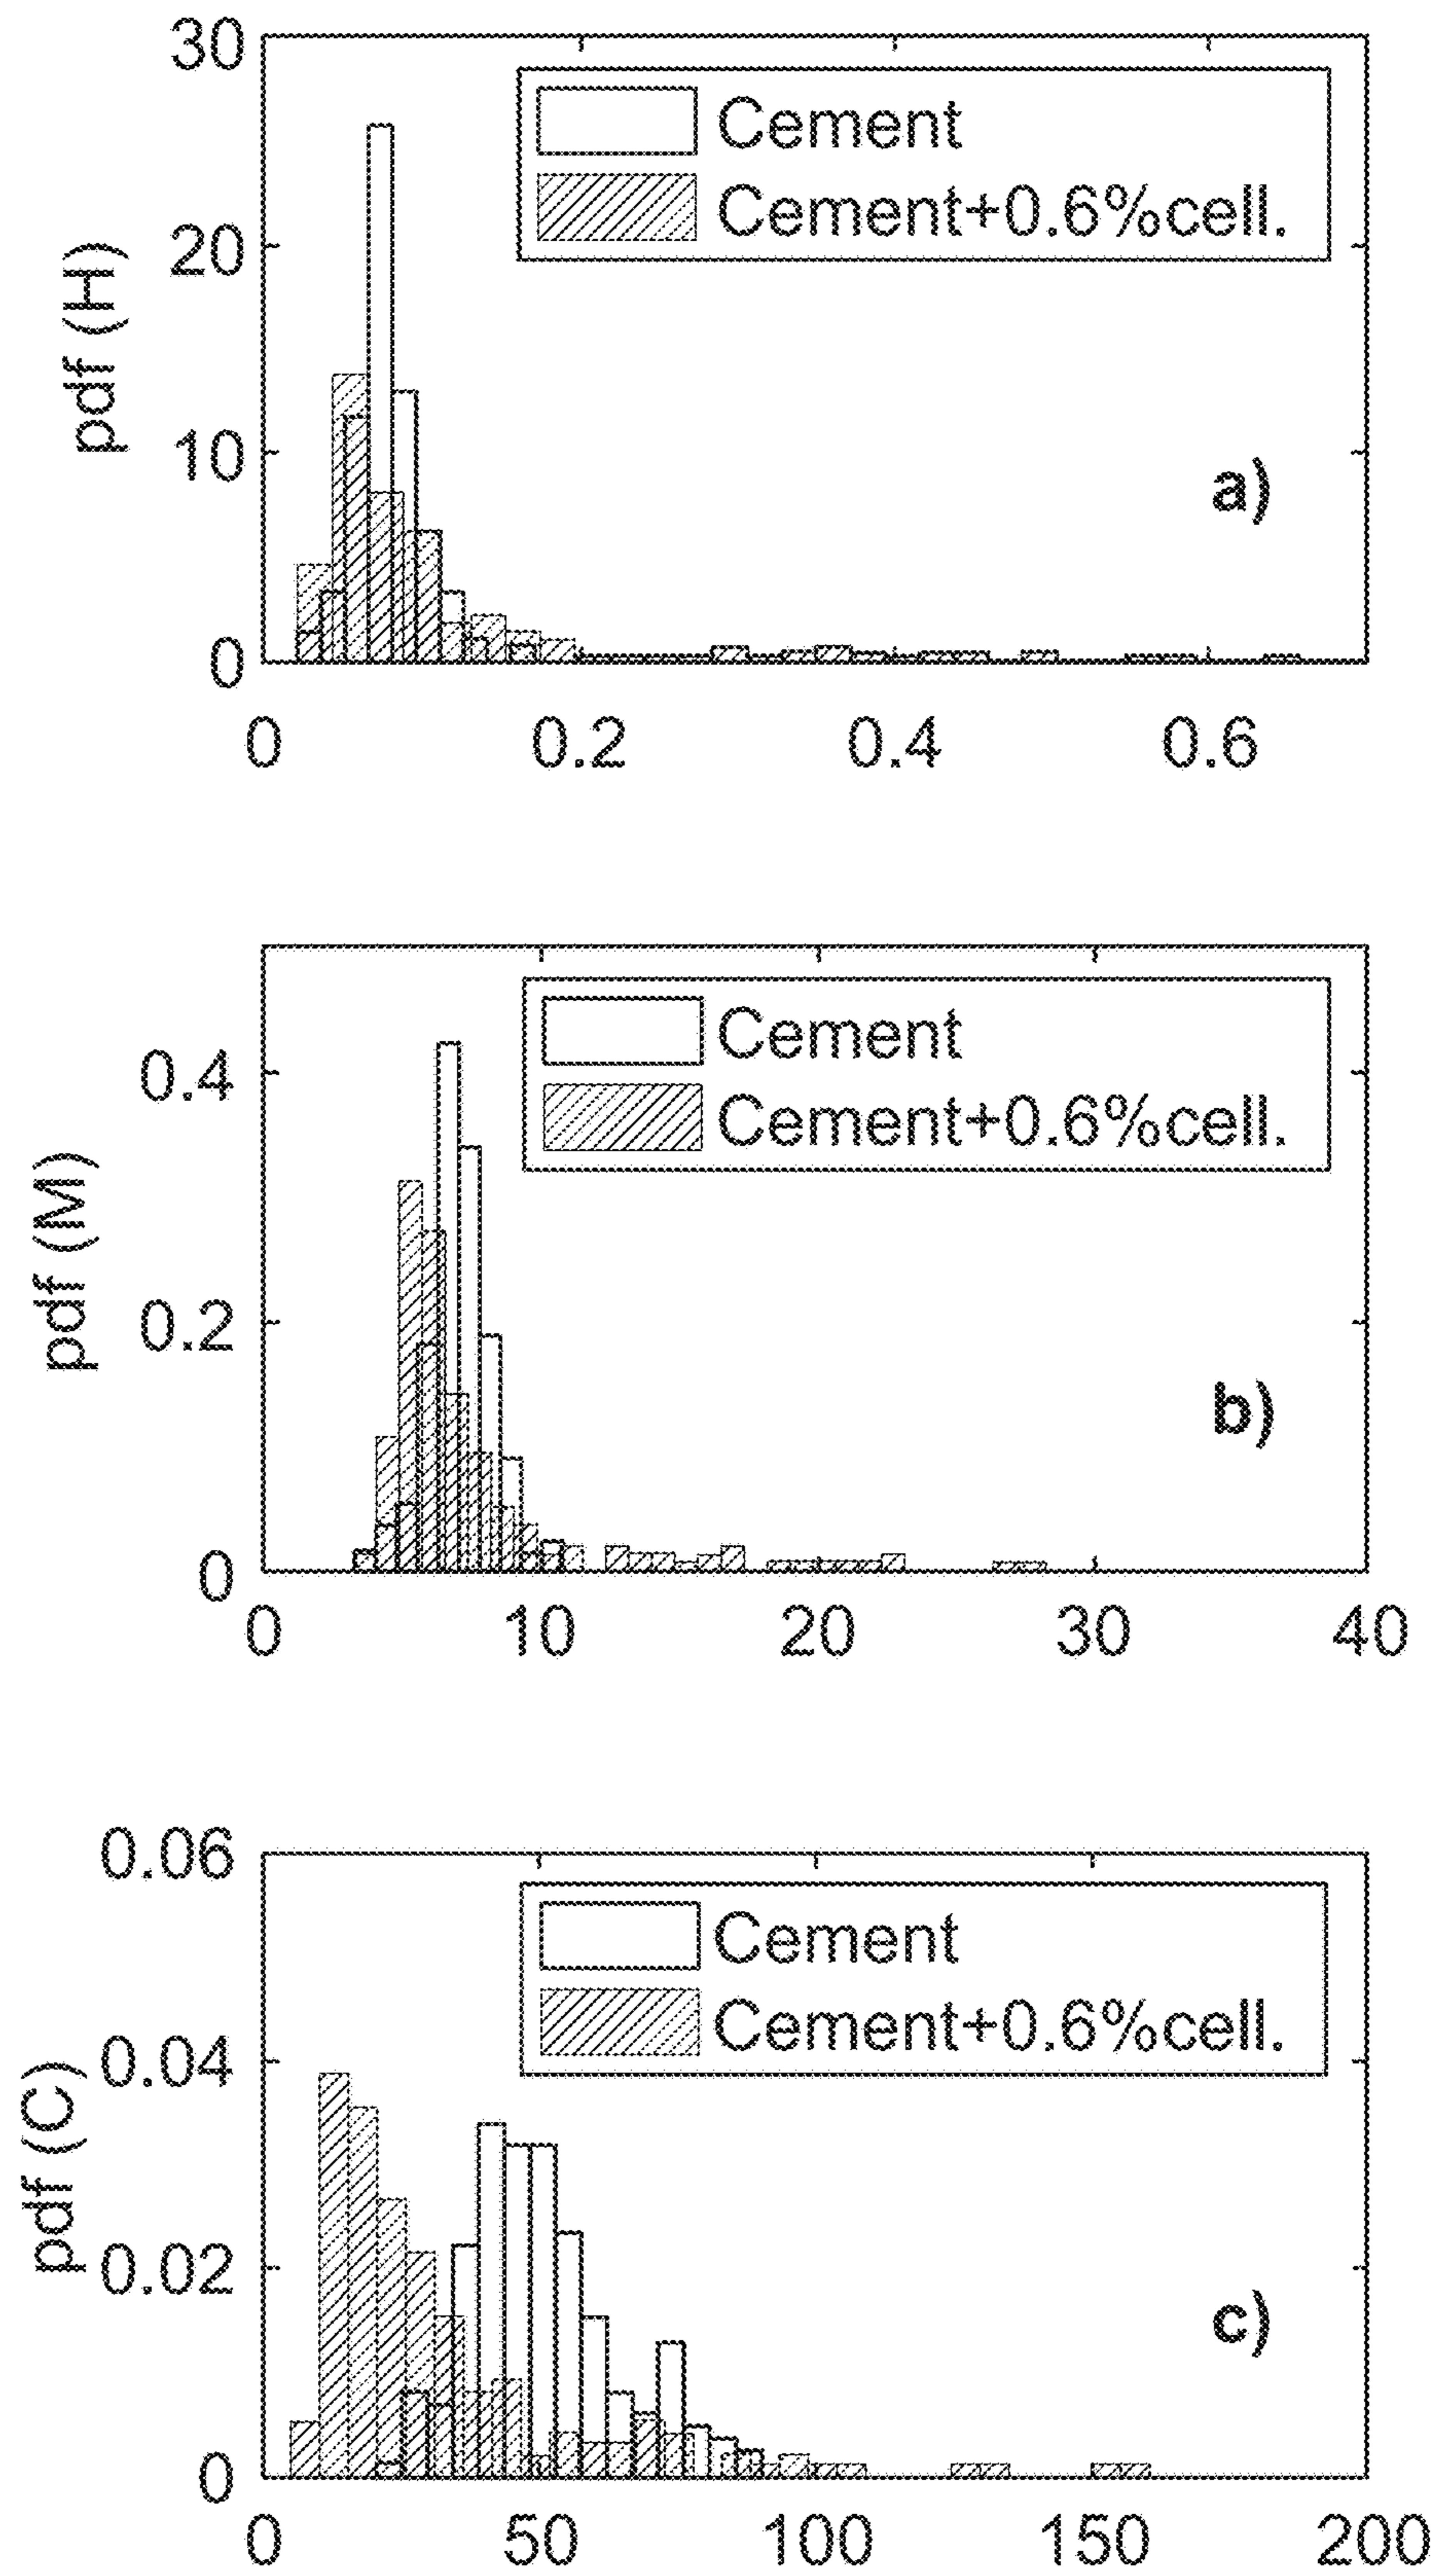 30
20
10
0
pdf (H)
Cement
Cement+0.6%cell.
a)
0 0.2 0.4 0.6
0.4
0.2
0
pdf (M)
Cement
Cement+0.6%cell.
b)
0 10 20 30 40
0.06
0.04
0.02
0
pdf (C)
Cement
Cement+0.6%cell.
c)
0 50 100 150 200